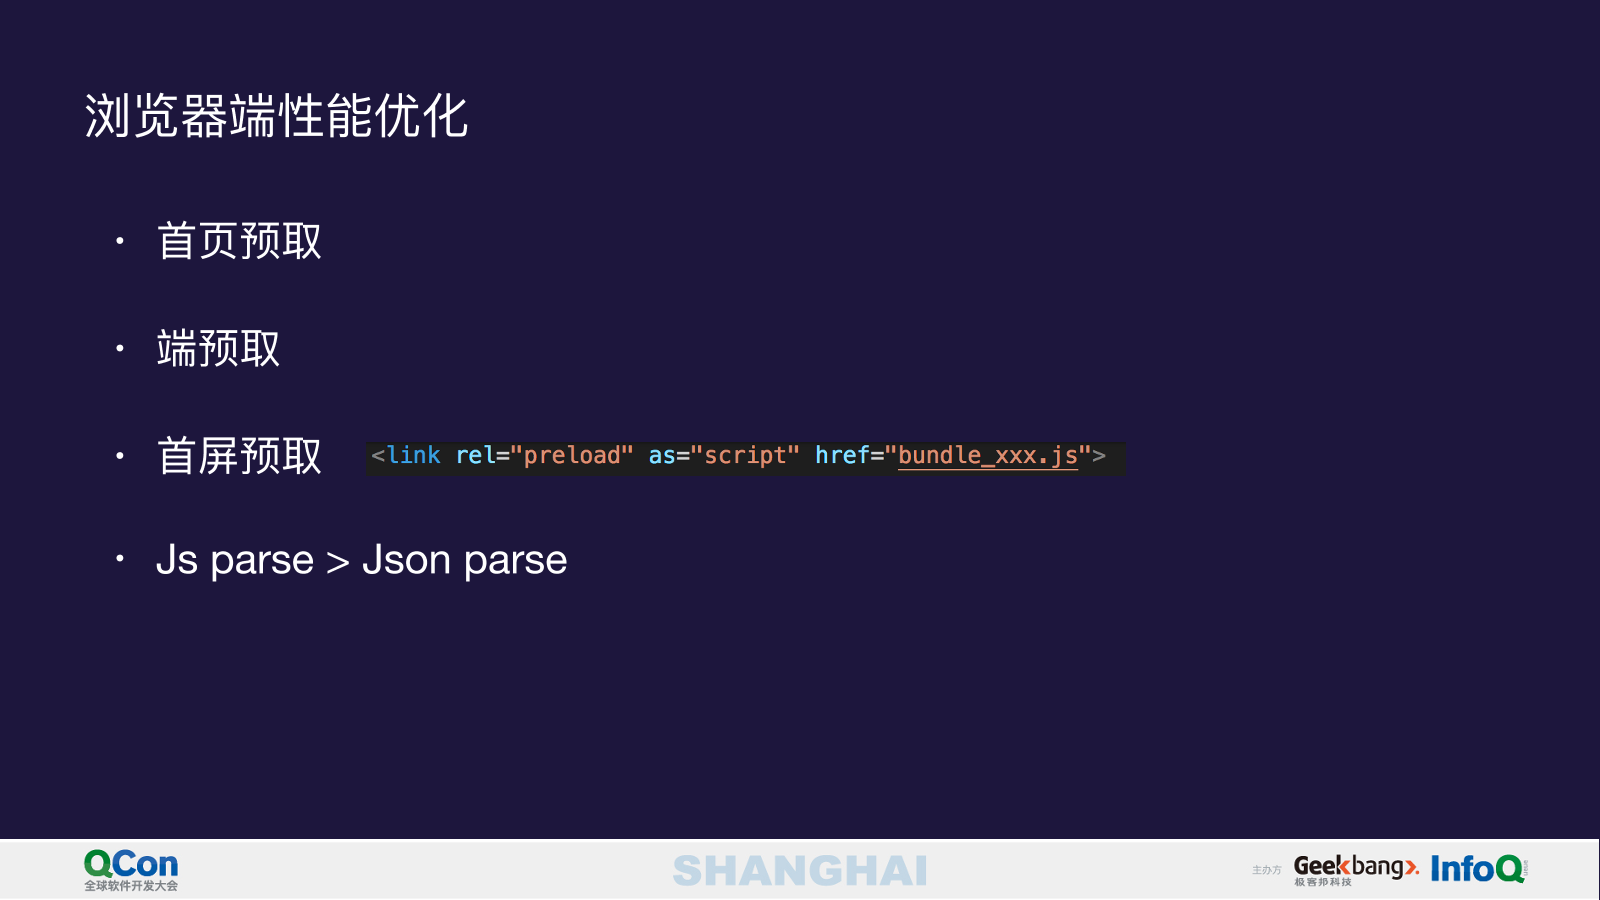 浏览器端性能优化
• 首页预取
• 端预取
• 首屏预取 <link rel="preload" as="script" href="bundle_xxx.js">
• Js parse > Json parse
QCon
全球软件开发大会
SHANGHAI
主办方
Geekbang>.
极客邦科技
InfoQ